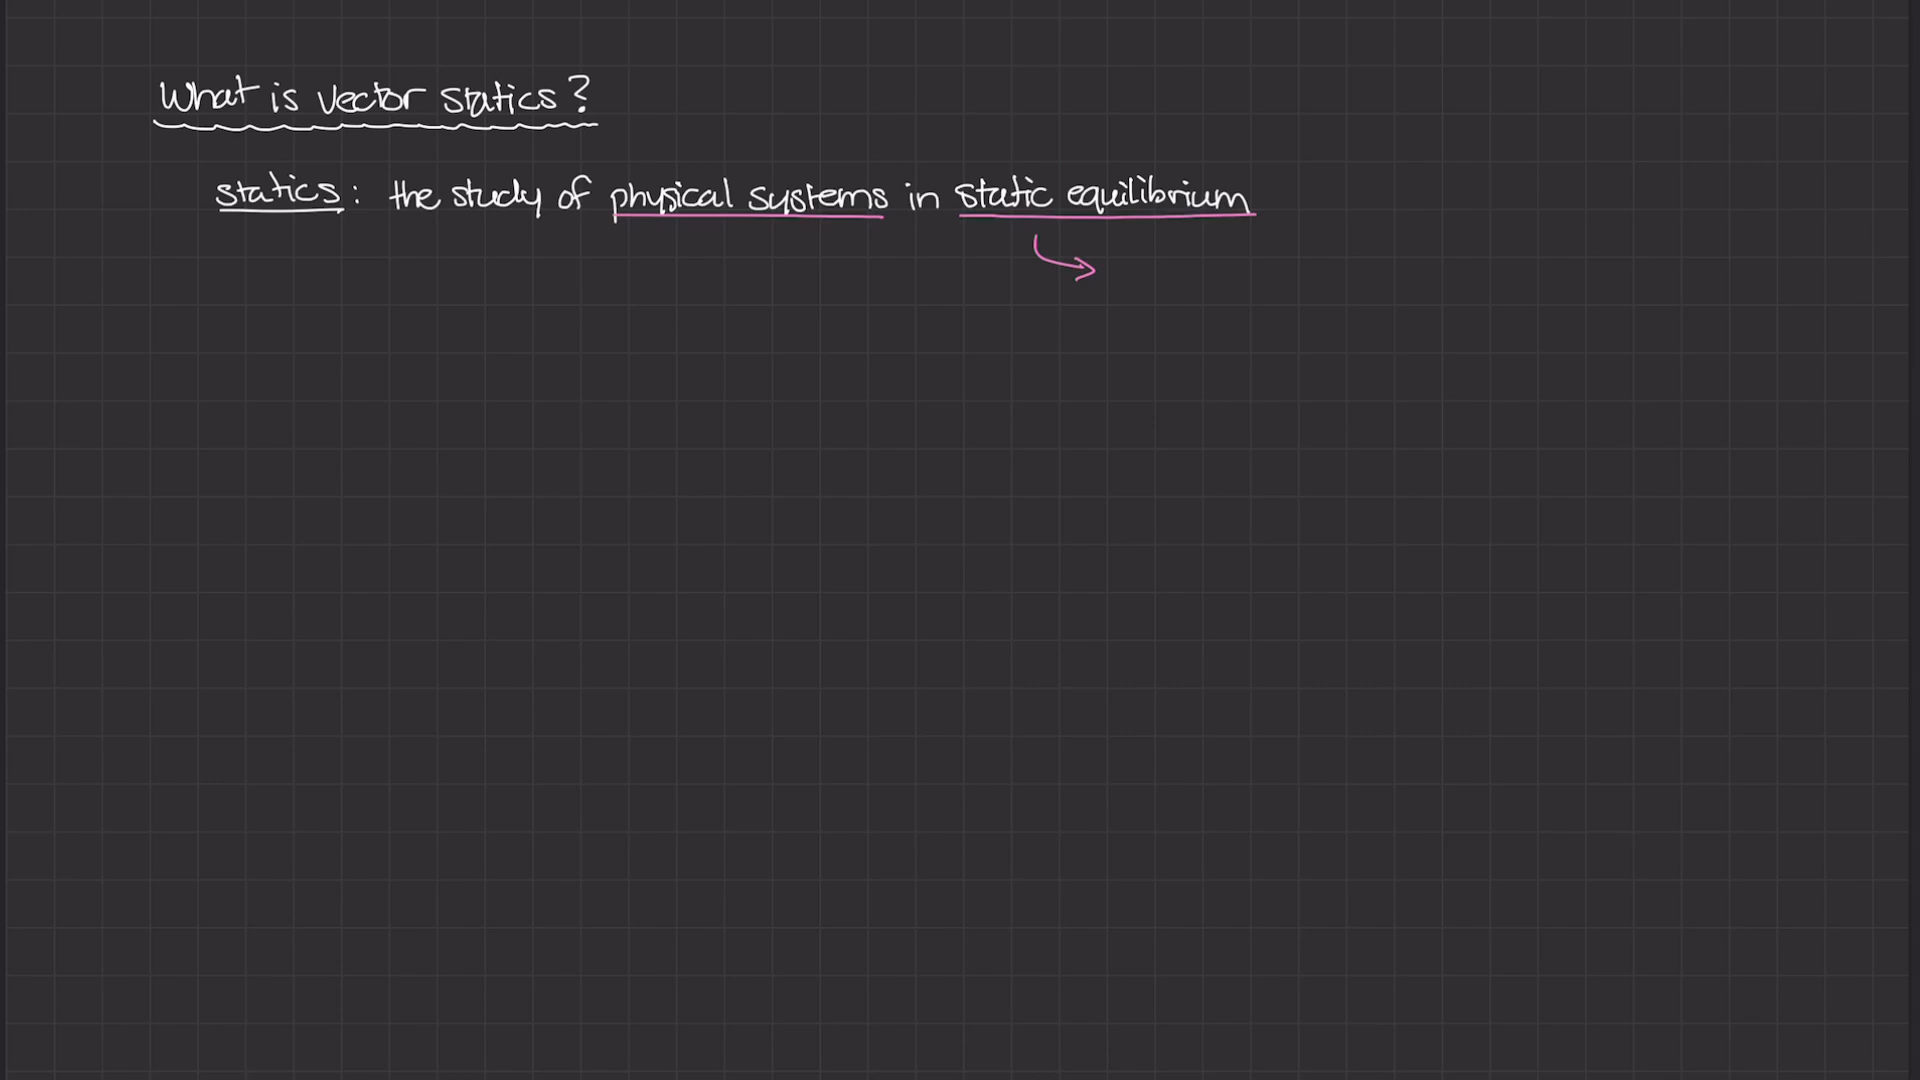 What is vector statics?
statics: the study of physical systems in static equilibrium